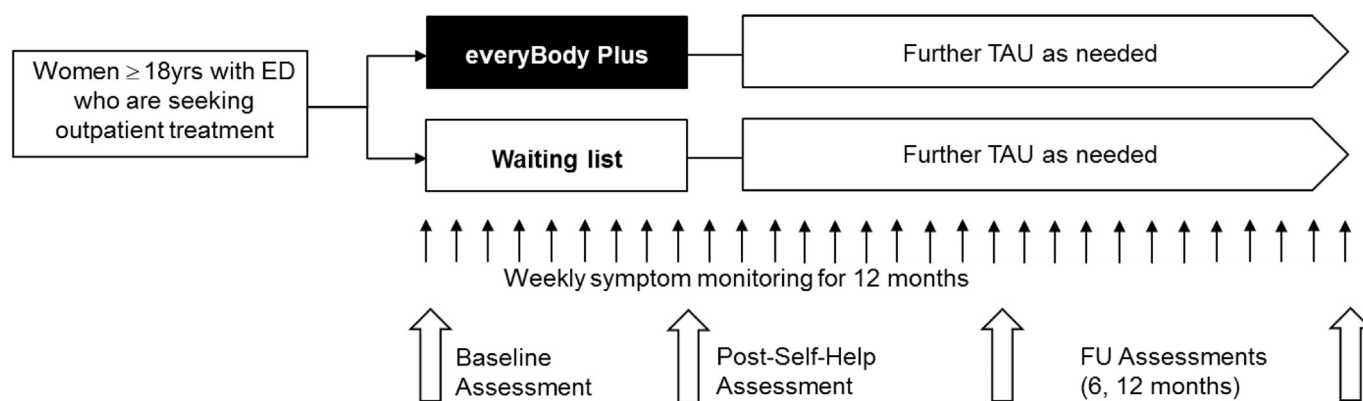 Women ≥ 18yrs with ED
who are seeking
outpatient treatment
everyBody Plus
Further TAU as needed
Waiting list
Further TAU as needed
Weekly symptom monitoring for 12 months
Baseline
Assessment
Post-Self-Help
Assessment
FU Assessments
(6, 12 months)